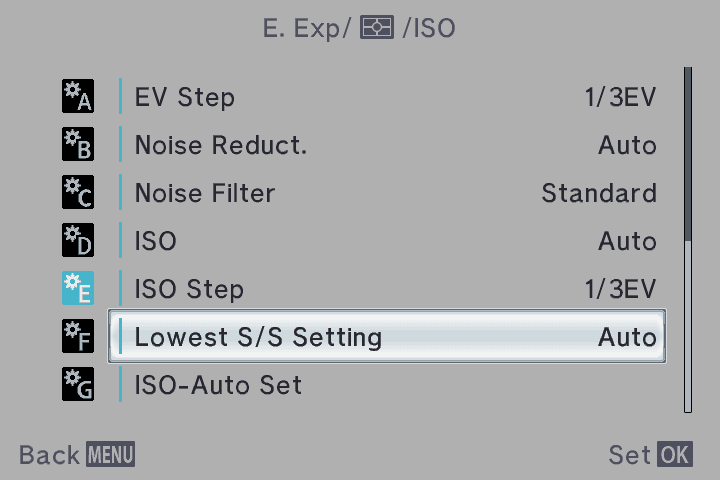 E. Exp/ /ISO
A EV Step 1/3EV
B Noise Reduct. Auto
C Noise Filter Standard
D ISO Auto
E ISO Step 1/3EV
F Lowest S/S Setting Auto
G ISO-Auto Set
Back MENU Set OK